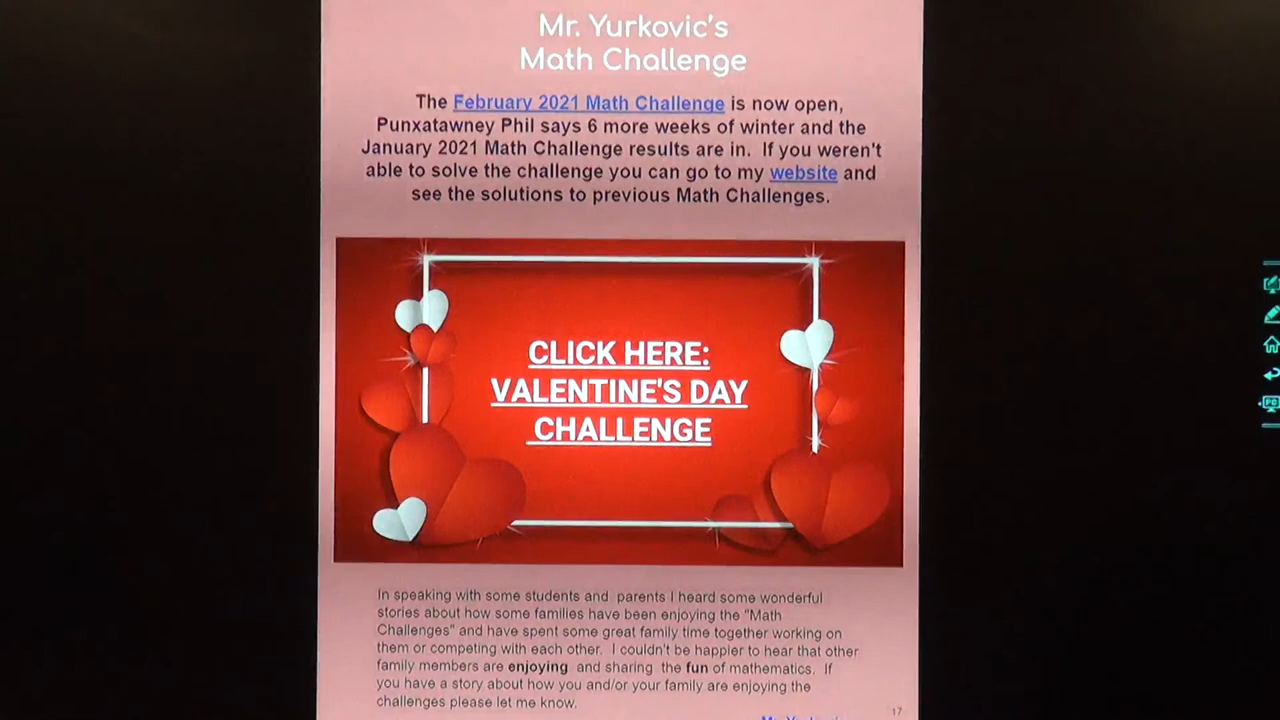 Mr. Yurkovic's
Math Challenge
The February 2021 Math Challenge is now open,
Punxatawney Phil says 6 more weeks of winter and the
January 2021 Math Challenge results are in. If you weren't
able to solve the challenge you can go to my website and
see the solutions to previous Math Challenges.
CLICK HERE:
VALENTINE'S DAY
CHALLENGE
In speaking with some students and parents I heard some wonderful
stories about how some families have been enjoying the "Math
Challenges" and have spent some great family time together working on
them or competing with each other. I couldn't be happier to hear that other
family members are enjoying and sharing the fun of mathematics. If
you have a story about how you and/or your family are enjoying the
challenges please let me know.
17
PC